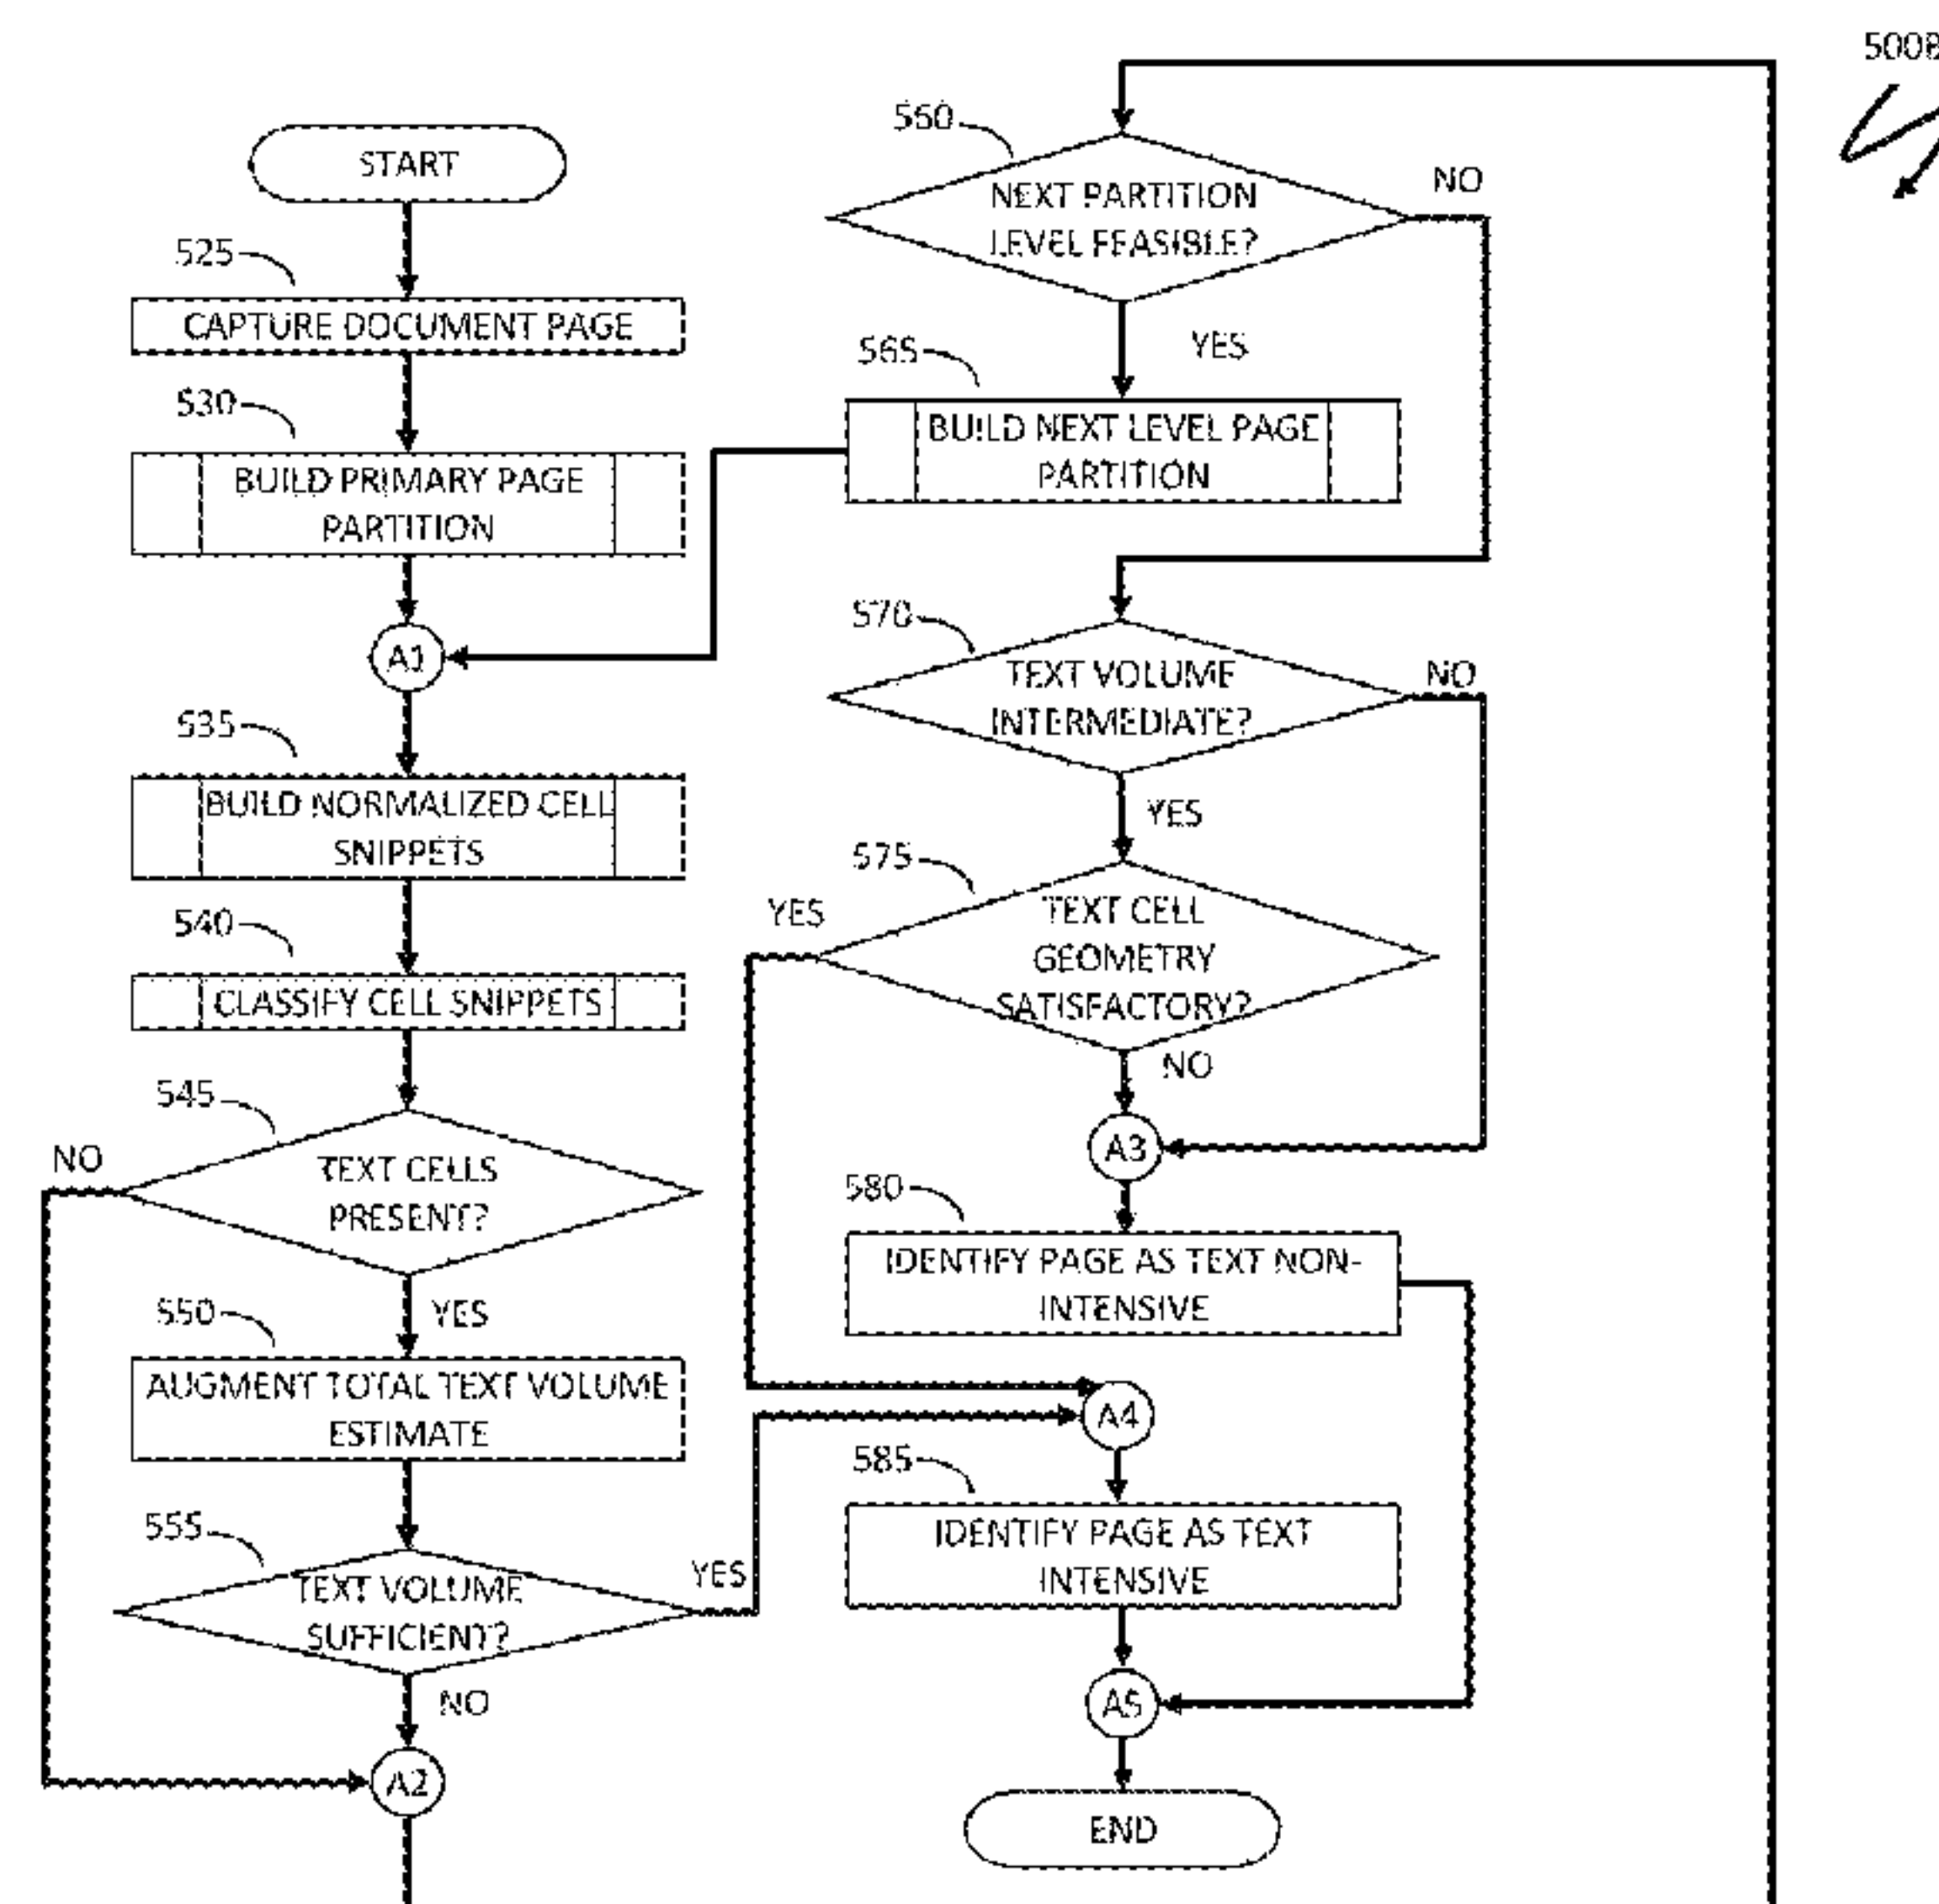 500B
START
525
CAPTURE DOCUMENT PAGE
530
BUILD PRIMARY PAGE
PARTITION
A1
535
BUILD NORMALIZED CELL
SNIPPETS
540
CLASSIFY CELL SNIPPETS
545
NO
TEXT CELLS
PRESENT?
550
YES
AUGMENT TOTAL TEXT VOLUME
ESTIMATE
555
YES
TEXT VOLUME
SUFFICIENT?
NO
A2
560
NO
NEXT PARTITION
LEVEL FEASIBLE?
565
YES
BUILD NEXT LEVEL PAGE
PARTITION
570
TEXT VOLUME
NO
INTERMEDIATE?
YES
575
YES
TEXT CELL
GEOMETRY
SATISFACTORY?
NO
A3
580
IDENTIFY PAGE AS TEXT NON-
INTENSIVE
A4
585
IDENTIFY PAGE AS TEXT
INTENSIVE
A5
END